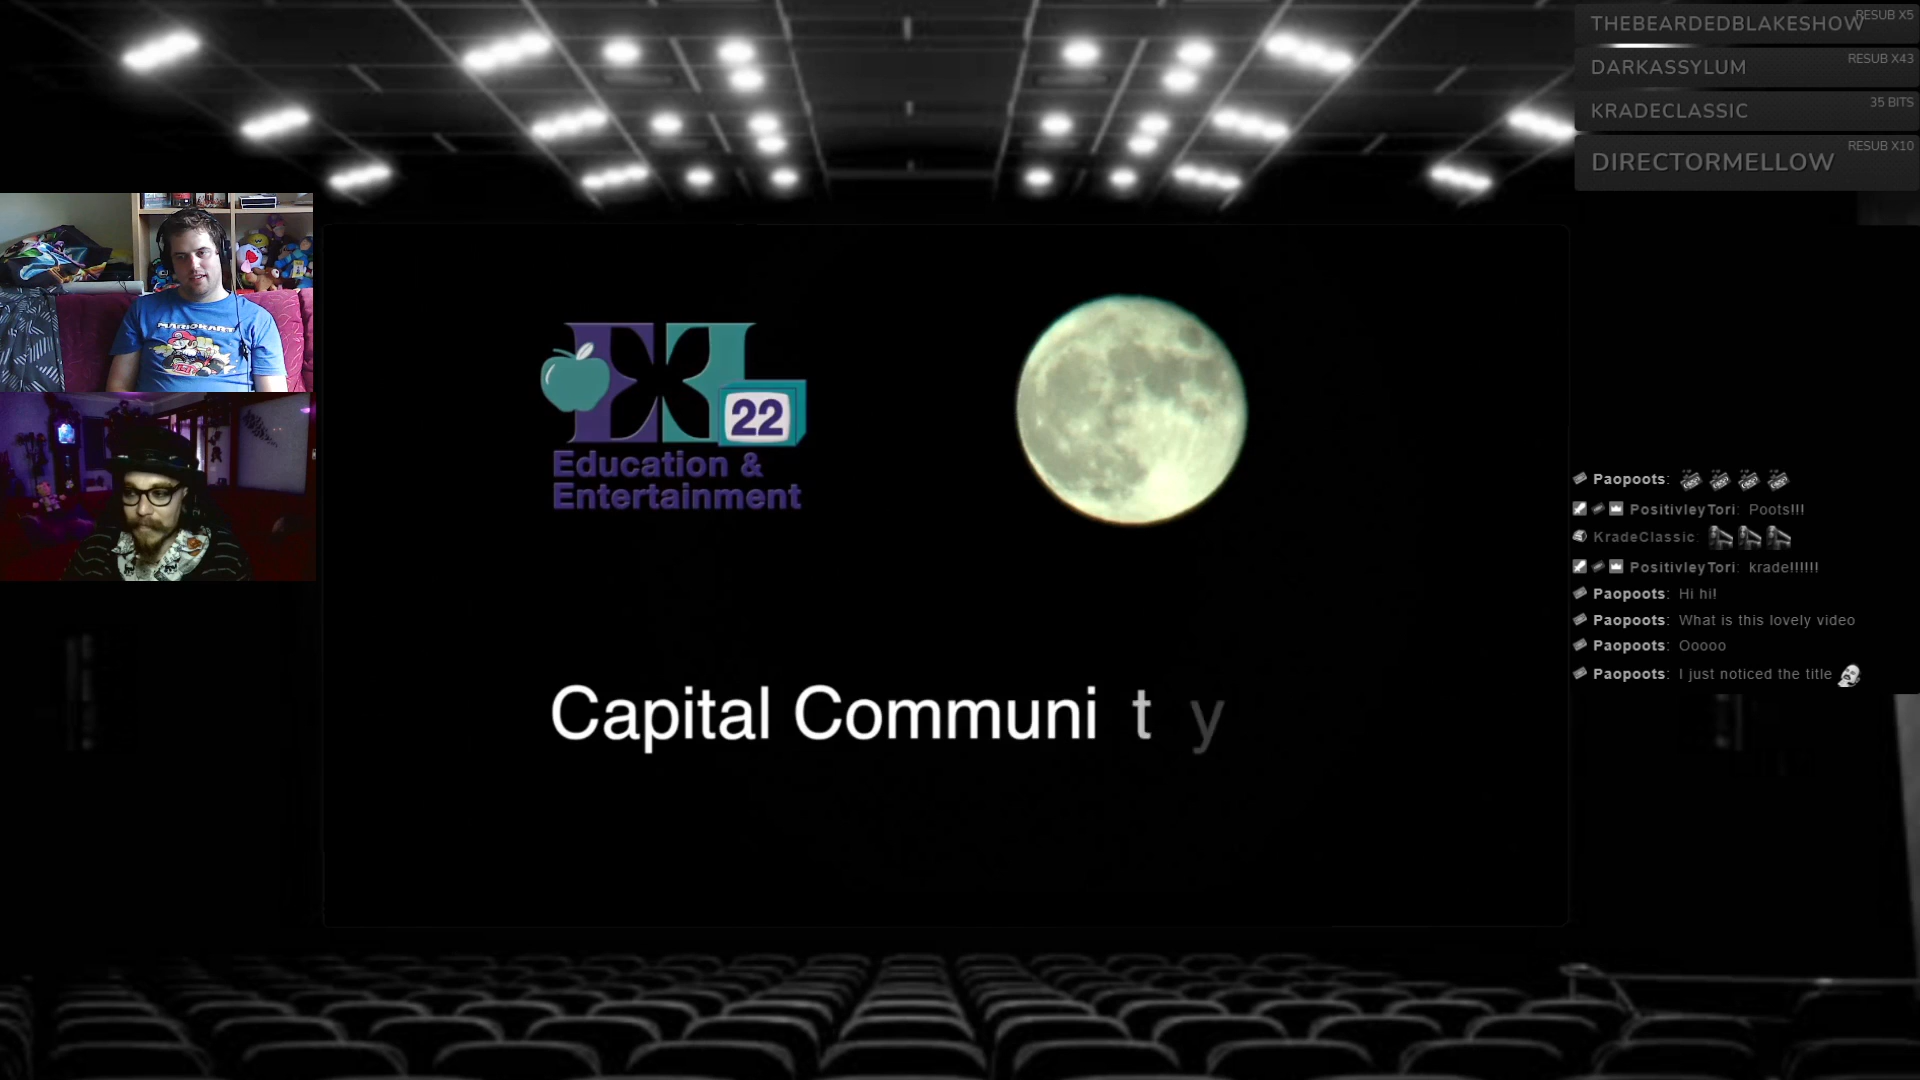 RESUB X5
THEBEARDEDBLAKESHOW
RESUB X43
DARKASSYLUM
35 BITS
KRADECLASSIC
RESUB X10
DIRECTORMELLOW
MARIOKART
22
Education &
Entertainment
Capital Communi t y
Paopoots:
PositivleyTori: Poots!!!
KradeClassic:
PositivleyTori: krade!!!!!!
Paopoots: Hi hi!
Paopoots: What is this lovely video
Paopoots: Ooooo
Paopoots: I just noticed the title